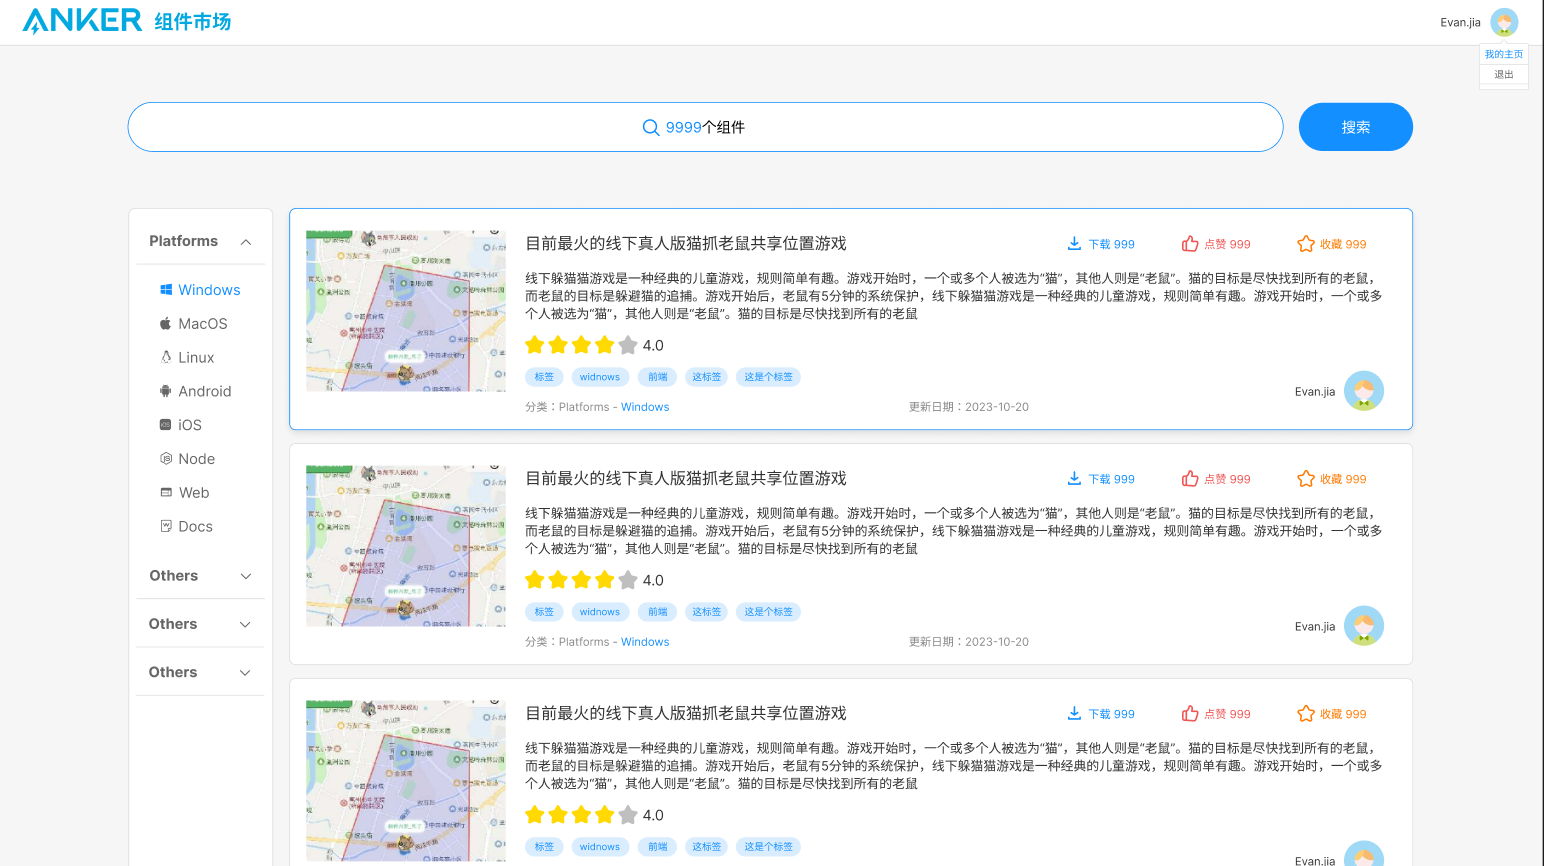 ANKER 组件市场
Evan.jia
我的主页
退出
9999个组件
搜索
Platforms
Windows
MacOS
Linux
Android
iOS
Node
Web
Docs
Others
Others
Others
目前最火的线下真人版猫抓老鼠共享位置游戏
下载 999
点赞 999
收藏 999
线下躲猫猫游戏是一种经典的儿童游戏，规则简单有趣。游戏开始时，一个或多个人被选为“猫”，其他人则是“老鼠”。猫的目标是尽快找到所有的老鼠，
而老鼠的目标是躲避猫的追捕。游戏开始后，老鼠有5分钟的系统保护，线下躲猫猫游戏是一种经典的儿童游戏，规则简单有趣。游戏开始时，一个或多
个人被选为“猫”，其他人则是“老鼠”。猫的目标是尽快找到所有的老鼠
4.0
标签 widnows 前端 这标签 这是个标签
分类：Platforms - Windows
更新日期：2023-10-20
Evan.jia
目前最火的线下真人版猫抓老鼠共享位置游戏
下载 999
点赞 999
收藏 999
线下躲猫猫游戏是一种经典的儿童游戏，规则简单有趣。游戏开始时，一个或多个人被选为“猫”，其他人则是“老鼠”。猫的目标是尽快找到所有的老鼠，
而老鼠的目标是躲避猫的追捕。游戏开始后，老鼠有5分钟的系统保护，线下躲猫猫游戏是一种经典的儿童游戏，规则简单有趣。游戏开始时，一个或多
个人被选为“猫”，其他人则是“老鼠”。猫的目标是尽快找到所有的老鼠
4.0
标签 widnows 前端 这标签 这是个标签
分类：Platforms - Windows
更新日期：2023-10-20
Evan.jia
目前最火的线下真人版猫抓老鼠共享位置游戏
下载 999
点赞 999
收藏 999
线下躲猫猫游戏是一种经典的儿童游戏，规则简单有趣。游戏开始时，一个或多个人被选为“猫”，其他人则是“老鼠”。猫的目标是尽快找到所有的老鼠，
而老鼠的目标是躲避猫的追捕。游戏开始后，老鼠有5分钟的系统保护，线下躲猫猫游戏是一种经典的儿童游戏，规则简单有趣。游戏开始时，一个或多
个人被选为“猫”，其他人则是“老鼠”。猫的目标是尽快找到所有的老鼠
4.0
标签 widnows 前端 这标签 这是个标签
Evan.jia